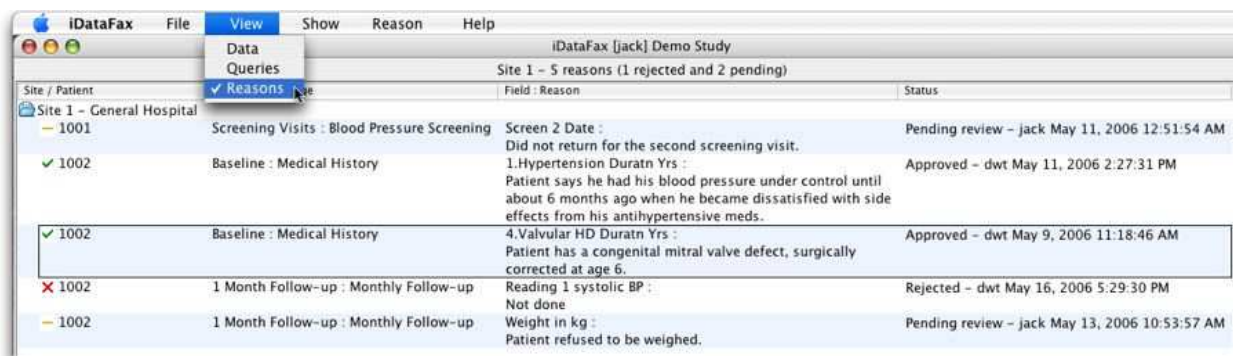 iDataFax File View Show Reason Help
Data
Queries
✓ Reasons
iDataFax [jack] Demo Study
Site 1 – 5 reasons (1 rejected and 2 pending)
Site / Patient Field : Reason Status
Site 1 – General Hospital
1001 Screening Visits : Blood Pressure Screening Screen 2 Date : Pending review – jack May 11, 2006 12:51:54 AM
Did not return for the second screening visit.
✓ 1002 Baseline : Medical History 1.Hypertension Duratn Yrs : Approved – dwt May 11, 2006 2:27:31 PM
Patient says he had his blood pressure under control until
about 6 months ago when he became dissatisfied with side
effects from his antihypertensive meds.
✓ 1002 Baseline : Medical History 4.Valvular HD Duratn Yrs : Approved – dwt May 9, 2006 11:18:46 AM
Patient has a congenital mitral valve defect, surgically
corrected at age 6.
✗ 1002 1 Month Follow-up : Monthly Follow-up Reading 1 systolic BP : Rejected – dwt May 16, 2006 5:29:30 PM
Not done
1002 1 Month Follow-up : Monthly Follow-up Weight in kg : Pending review – jack May 13, 2006 10:53:57 AM
Patient refused to be weighed.